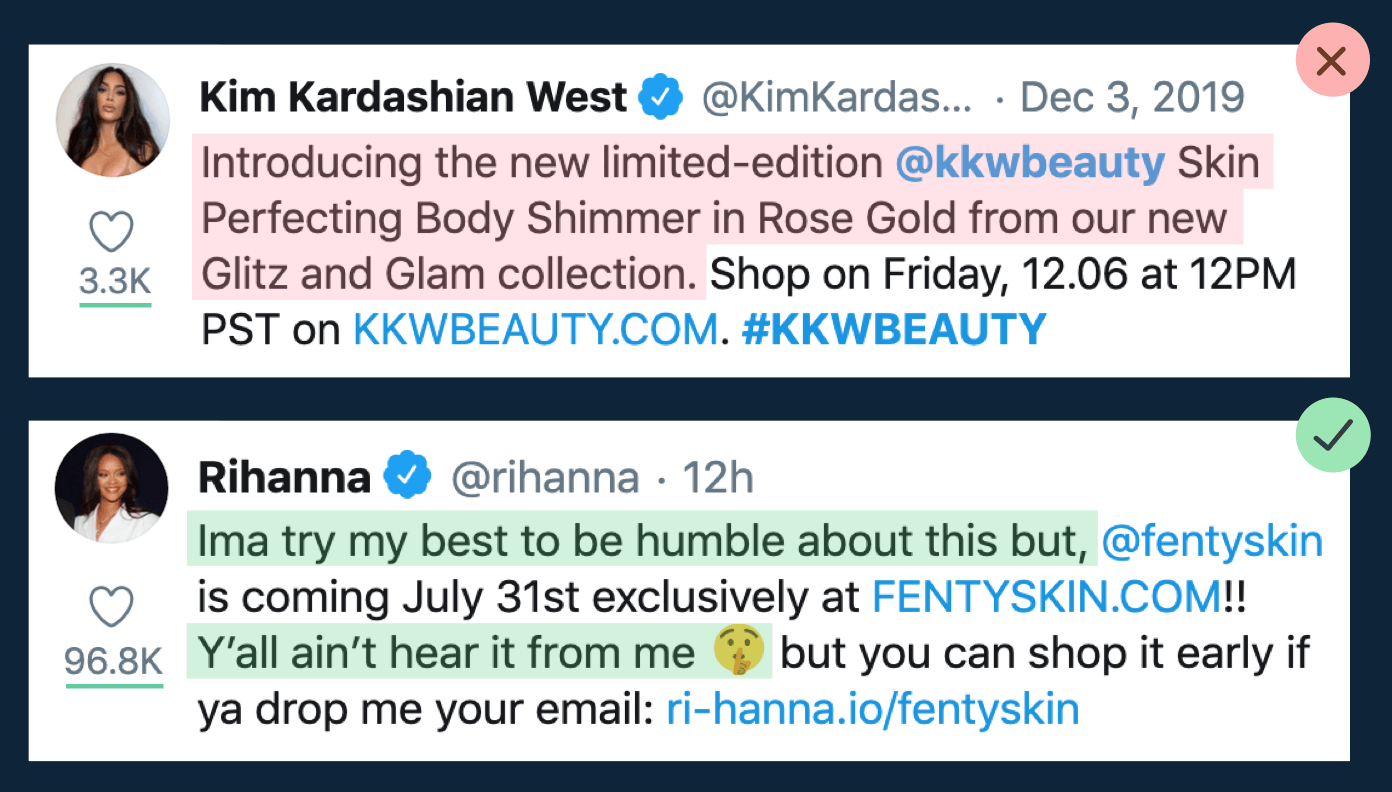 Kim Kardashian West @KimKardas... · Dec 3, 2019
Introducing the new limited-edition @kkwbeauty Skin
Perfecting Body Shimmer in Rose Gold from our new
Glitz and Glam collection. Shop on Friday, 12.06 at 12PM
PST on KKWBEAUTY.COM. #KKWBEAUTY
3.3K
Rihanna @rihanna · 12h
Ima try my best to be humble about this but, @fentyskin
is coming July 31st exclusively at FENTYSKIN.COM!!
Y’all ain’t hear it from me 🤫 but you can shop it early if
ya drop me your email: ri-hanna.io/fentyskin
96.8K